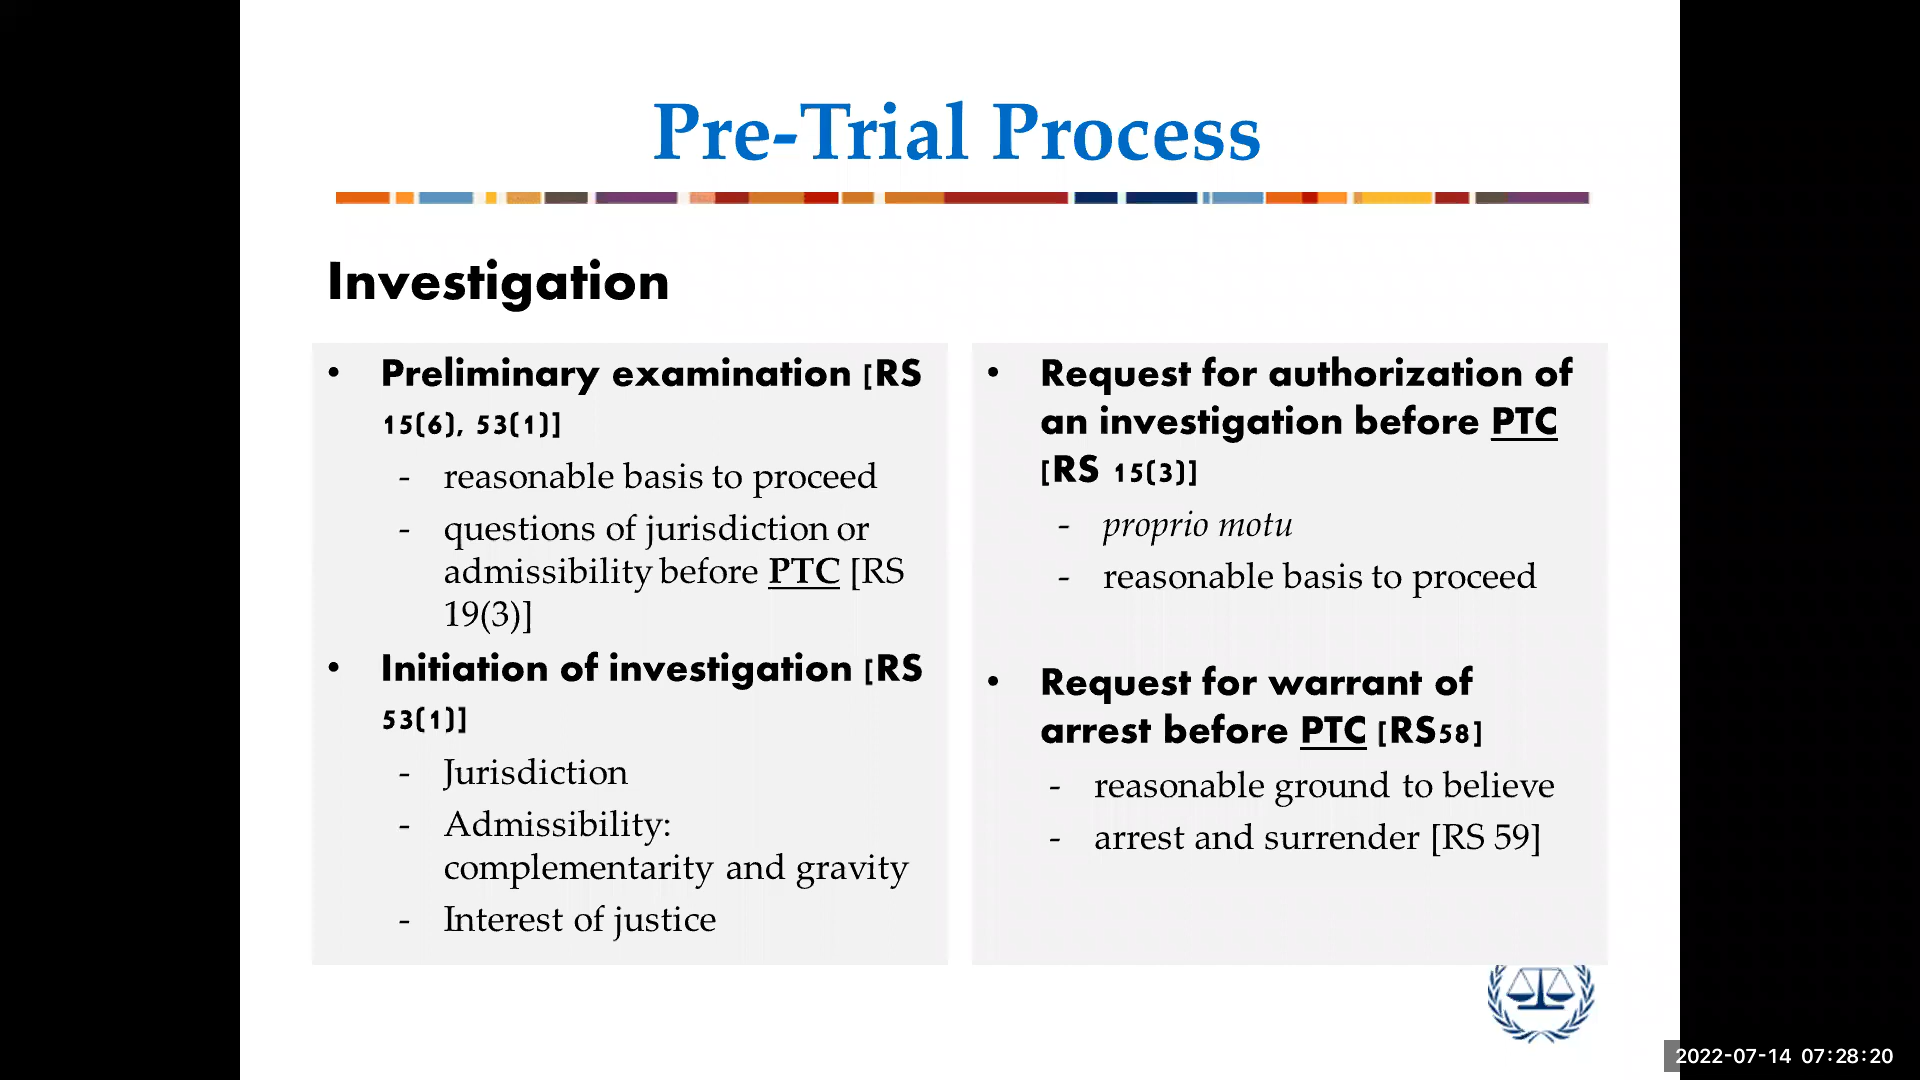 Pre-Trial Process
Investigation
• Preliminary examination [RS
15(6), 53(1)]
- reasonable basis to proceed
- questions of jurisdiction or
admissibility before PTC [RS
19(3)]
• Initiation of investigation [RS
53(1)]
- Jurisdiction
- Admissibility:
complementarity and gravity
- Interest of justice
• Request for authorization of
an investigation before PTC
[RS 15(3)]
- proprio motu
- reasonable basis to proceed
• Request for warrant of
arrest before PTC [RS58]
- reasonable ground to believe
- arrest and surrender [RS 59]
2022-07-14 07:28:20